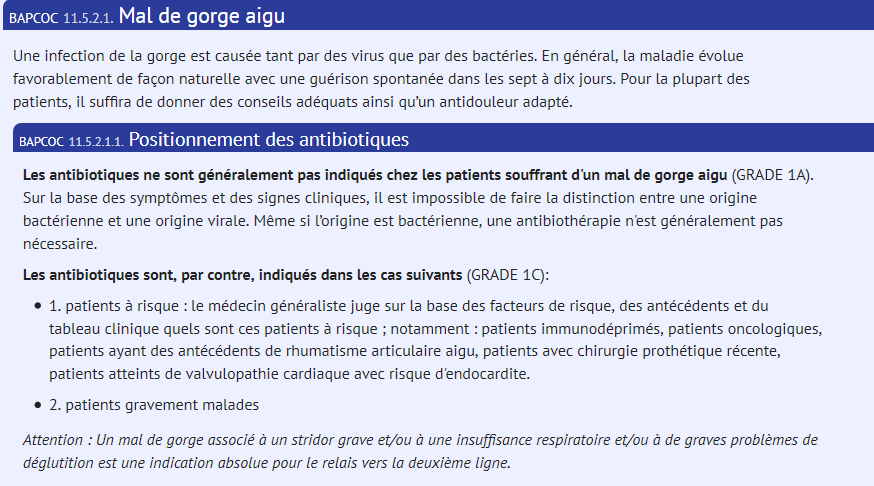 BAPCOC 11.5.2.1. Mal de gorge aigu
Une infection de la gorge est causée tant par des virus que par des bactéries. En général, la maladie évolue
favorablement de façon naturelle avec une guérison spontanée dans les sept à dix jours. Pour la plupart des
patients, il suffira de donner des conseils adéquats ainsi qu'un antidouleur adapté.
BAPCOC 11.5.2.1.1. Positionnement des antibiotiques
Les antibiotiques ne sont généralement pas indiqués chez les patients souffrant d'un mal de gorge aigu (GRADE 1A).
Sur la base des symptômes et des signes cliniques, il est impossible de faire la distinction entre une origine
bactérienne et une origine virale. Même si l'origine est bactérienne, une antibiothérapie n'est généralement pas
nécessaire.
Les antibiotiques sont, par contre, indiqués dans les cas suivants (GRADE 1C):
• 1. patients à risque : le médecin généraliste juge sur la base des facteurs de risque, des antécédents et du
tableau clinique quels sont ces patients à risque ; notamment : patients immunodéprimés, patients oncologiques,
patients ayant des antécédents de rhumatisme articulaire aigu, patients avec chirurgie prothétique récente,
patients atteints de valvulopathie cardiaque avec risque d'endocardite.
• 2. patients gravement malades
Attention : Un mal de gorge associé à un stridor grave et/ou à une insuffisance respiratoire et/ou à de graves problèmes de
déglutition est une indication absolue pour le relais vers la deuxième ligne.